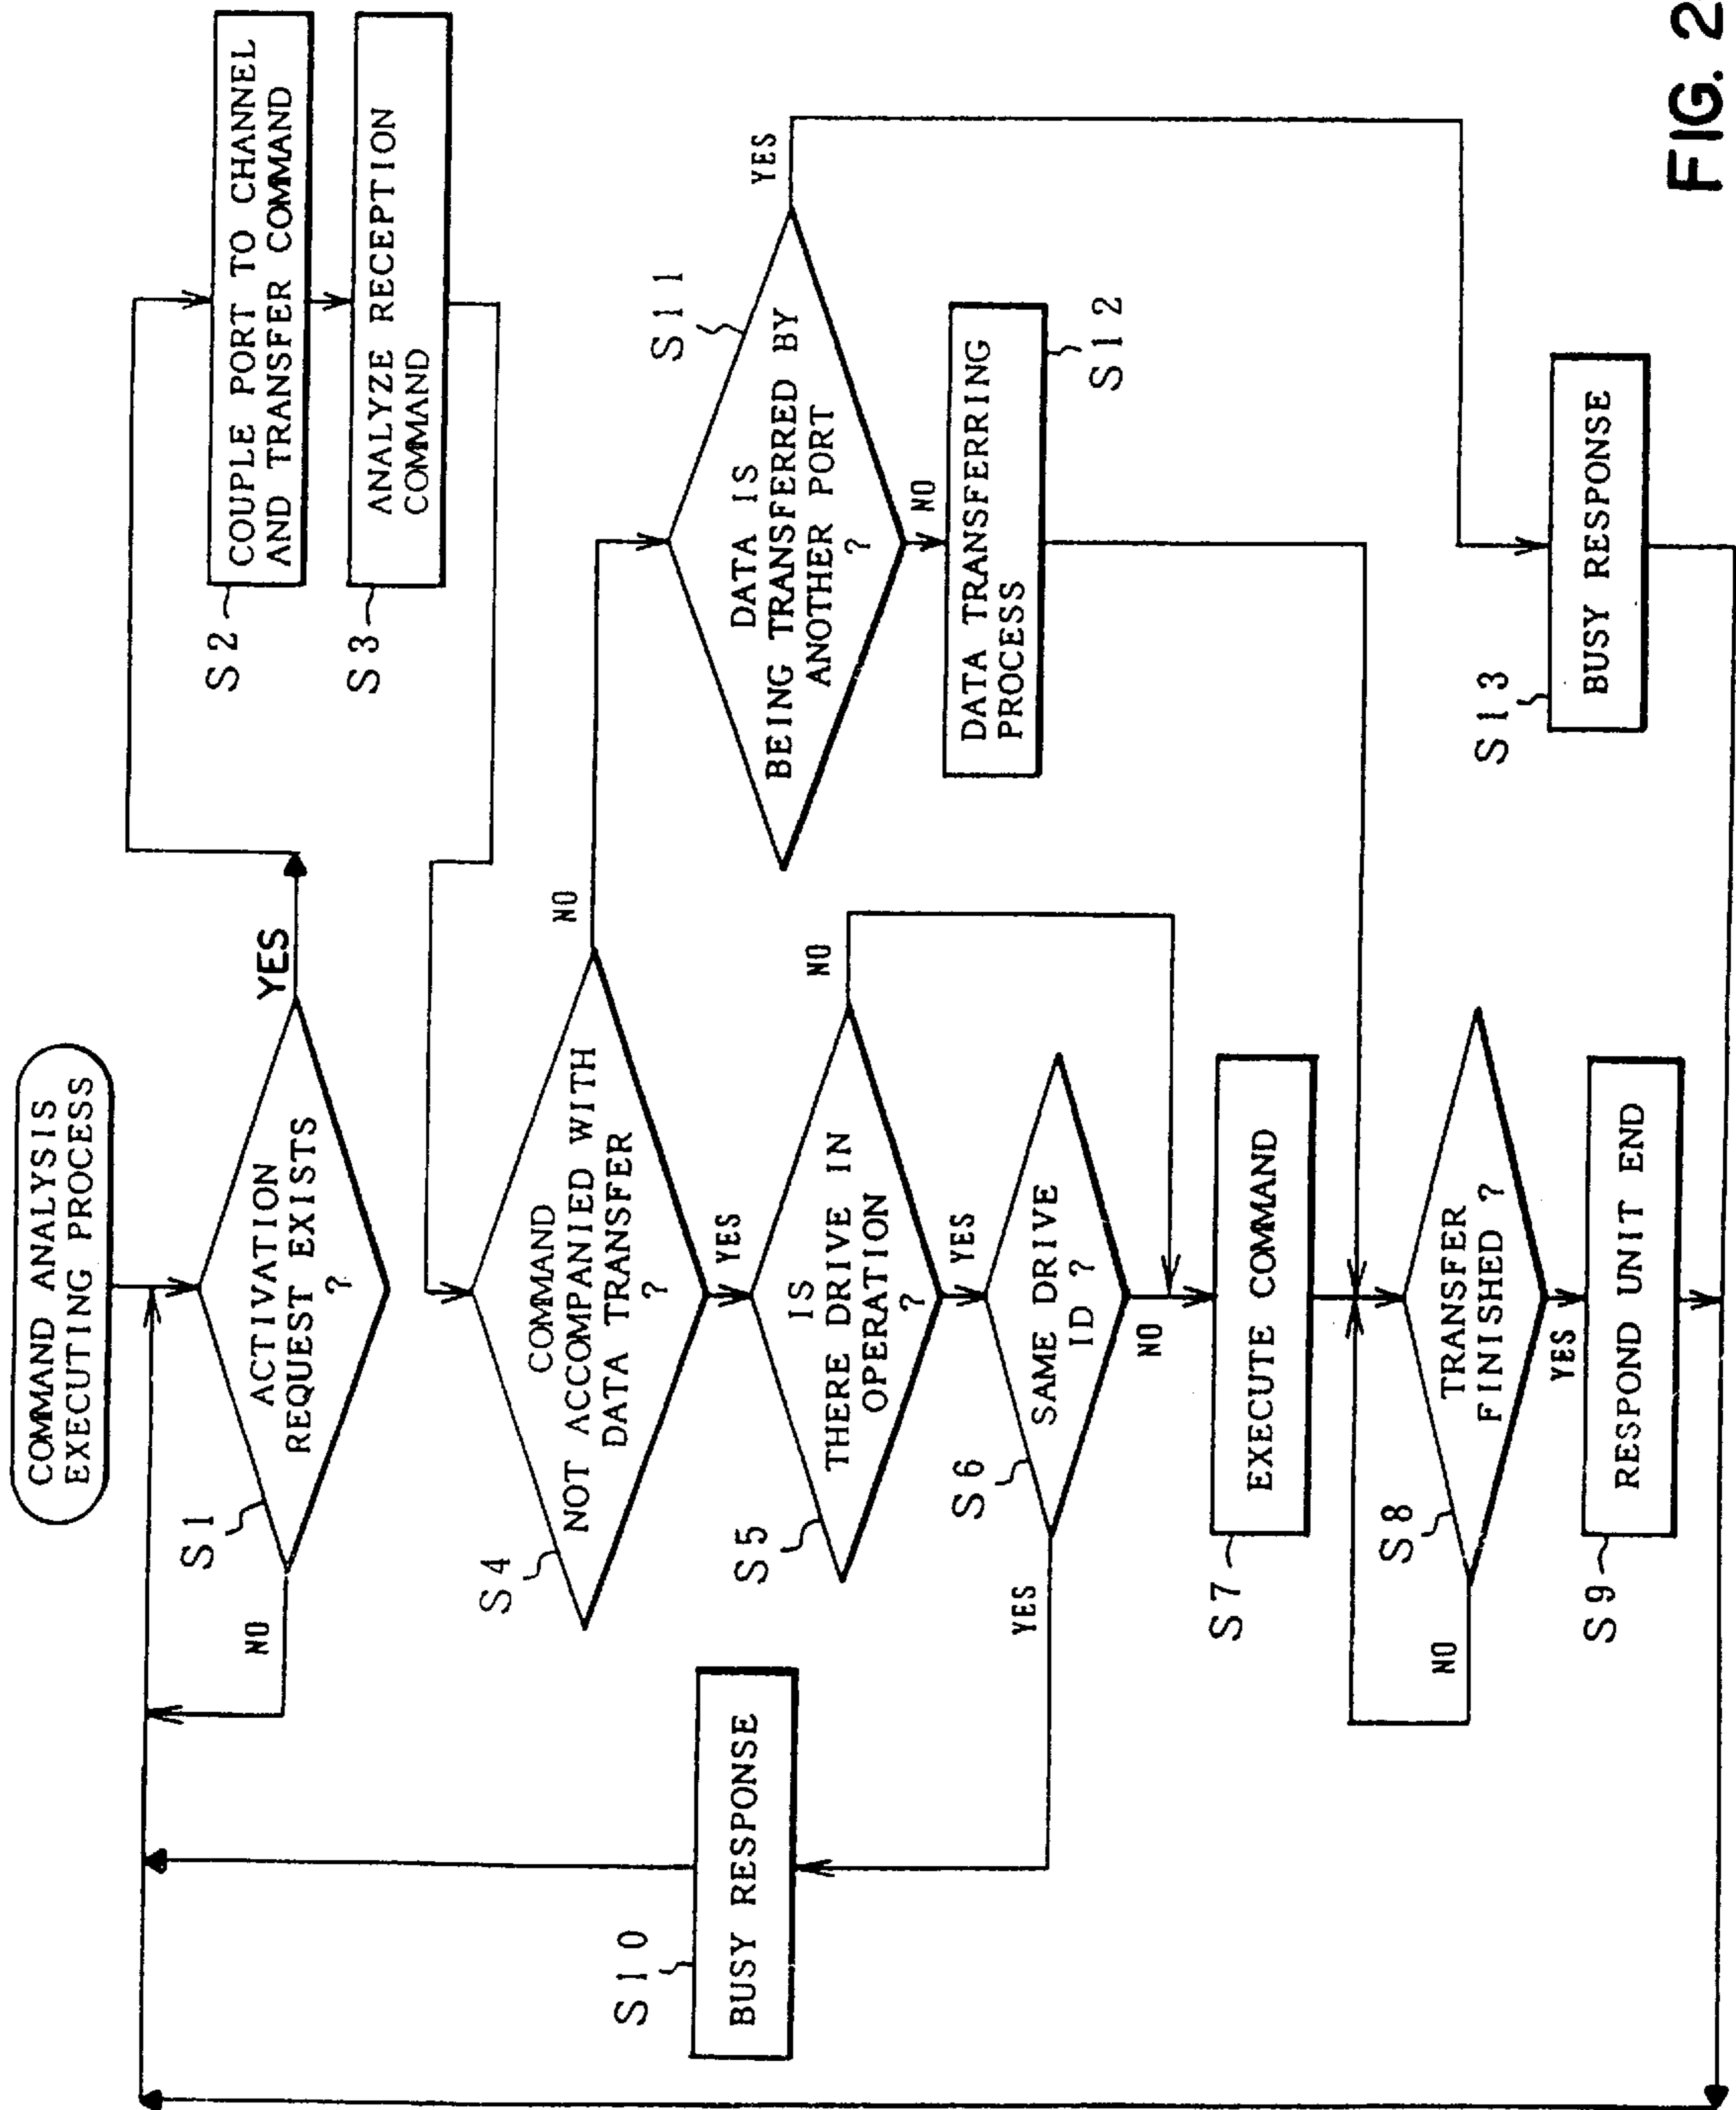 COMMAND ANALYSIS
EXECUTING PROCESS
S1
ACTIVATION
REQUEST EXISTS
?
YES
NO
S2
COUPLE PORT TO CHANNEL
AND TRANSFER COMMAND
S3
ANALYZE RECEPTION
COMMAND
S4
COMMAND
NOT ACCOMPANIED WITH
DATA TRANSFER
?
NO
YES
S5
IS
THERE DRIVE IN
OPERATION
?
NO
YES
S6
SAME DRIVE
ID ?
YES
NO
S7
EXECUTE COMMAND
S8
TRANSFER
FINISHED ?
NO
YES
S9
RESPOND UNIT END
S10
BUSY RESPONSE
S11
DATA IS
BEING TRANSFERRED BY
ANOTHER PORT
?
YES
NO
S12
DATA TRANSFERRING
PROCESS
S13
BUSY RESPONSE
FIG. 2